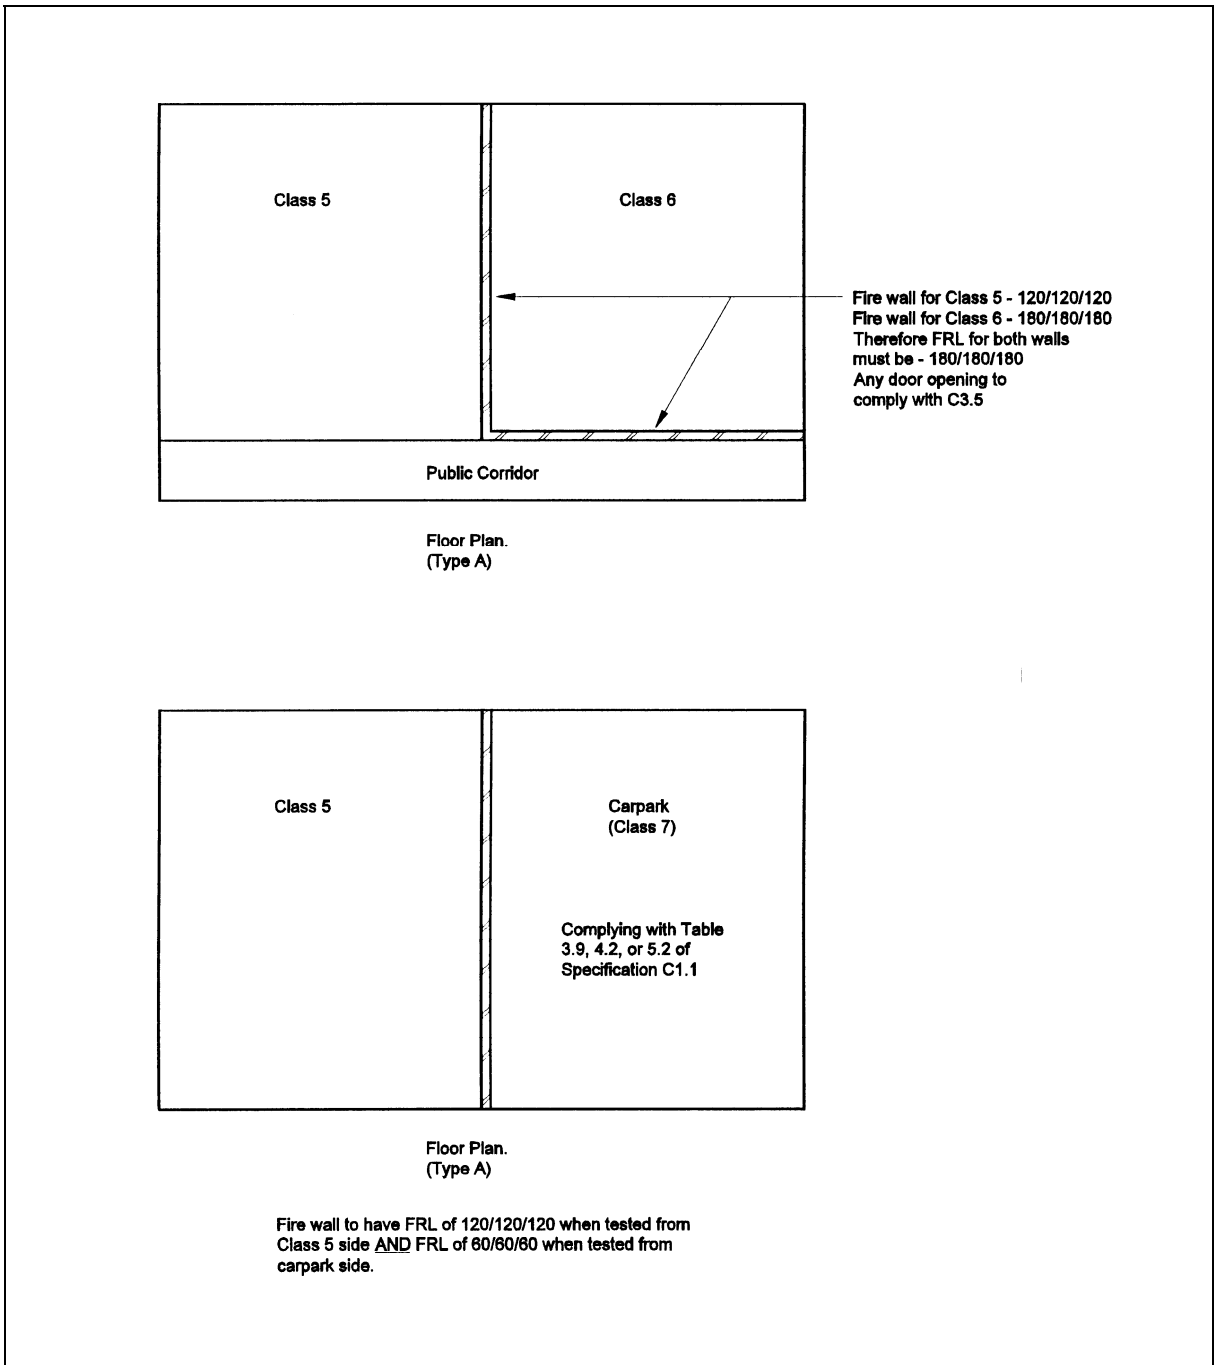 Class 5
Class 6
Fire wall for Class 5 - 120/120/120
Fire wall for Class 6 - 180/180/180
Therefore FRL for both walls
must be - 180/180/180
Any door opening to
comply with C3.5
Public Corridor
Floor Plan.
(Type A)
Class 5
Carpark
(Class 7)
Complying with Table
3.9, 4.2, or 5.2 of
Specification C1.1
Floor Plan.
(Type A)
Fire wall to have FRL of 120/120/120 when tested from
Class 5 side AND FRL of 60/60/60 when tested from
carpark side.